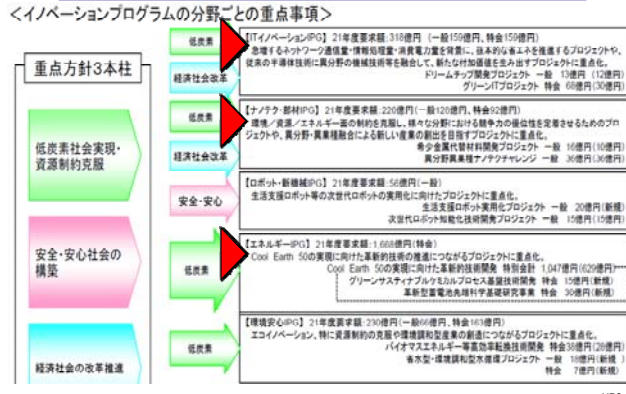 ＜イノベーションプログラムの分野ごとの重点事項＞
重点方針3本柱
低炭素社会実現・
資源制約克服
安全・安心社会の
構築
経済社会の改革推進
低炭素
経済社会改革
【ITイノベーションIPG】 21年度要求額:318億円 (一般159億円、特会159億円)
急増するネットワーク通信量・情報処理量・消費電力量を背景に、抜本的な省エネを推進するプロジェクトや、
従来の半導体技術に異分野の機械技術等を融合して、新たな付加価値を生み出すプロジェクトに重点化。
ドリームチップ開発プロジェクト 一般 13億円 (12億円)
グリーンITプロジェクト 特会 68億円(30億円)
低炭素
経済社会改革
【ナノテク・部材IPG】 21年度要求額:220億円(一般128億円、特会92億円)
環境/資源/エネルギー面の制約を克服し、様々な分野における競争力の優位性を定着させるためのプロ
ジェクトや、異分野・異業種融合による新しい産業の創出を目指すプロジェクトに重点化。
希少金属代替材料開発プロジェクト 一般 16億円(10億円)
異分野異業種ナノテクチャレンジ 一般 36億円(36億円)
安全・安心
【ロボット・新機械IPG】 21年度要求額:56億円(一般)
生活支援ロボット等の次世代ロボットの実用化に向けたプロジェクトに重点化。
生活支援ロボット実用化プロジェクト 一般 20億円(新規)
次世代ロボット知能化技術開発プロジェクト 一般 15億円(15億円)
低炭素
【エネルギーIPG】 21年度要求額:1,668億円(特会)
Cool Earth 50の実現に向けた革新的技術の推進につながるプロジェクトに重点化。
Cool Earth 50の実現に向けた革新的技術開発 特別会計 1,047億円(629億円)
グリーンサスティナブルケミカルプロセス基盤技術開発 特会 15億円(新規)
革新型蓄電池先端科学基礎研究事業 特会 30億円(新規)
低炭素
【環境安心IPG】 21年度要求額:230億円(一般66億円、特会163億円)
エコイノベーション、特に資源制約の克服や環境調和型産業の創造につながるプロジェクトに重点化。
バイオマスエネルギー等高効率転換技術開発 特会38億円(28億円)
省水型・環境調和型水循環プロジェクト 一般 18億円(新規 )
特会 7億円(新規)